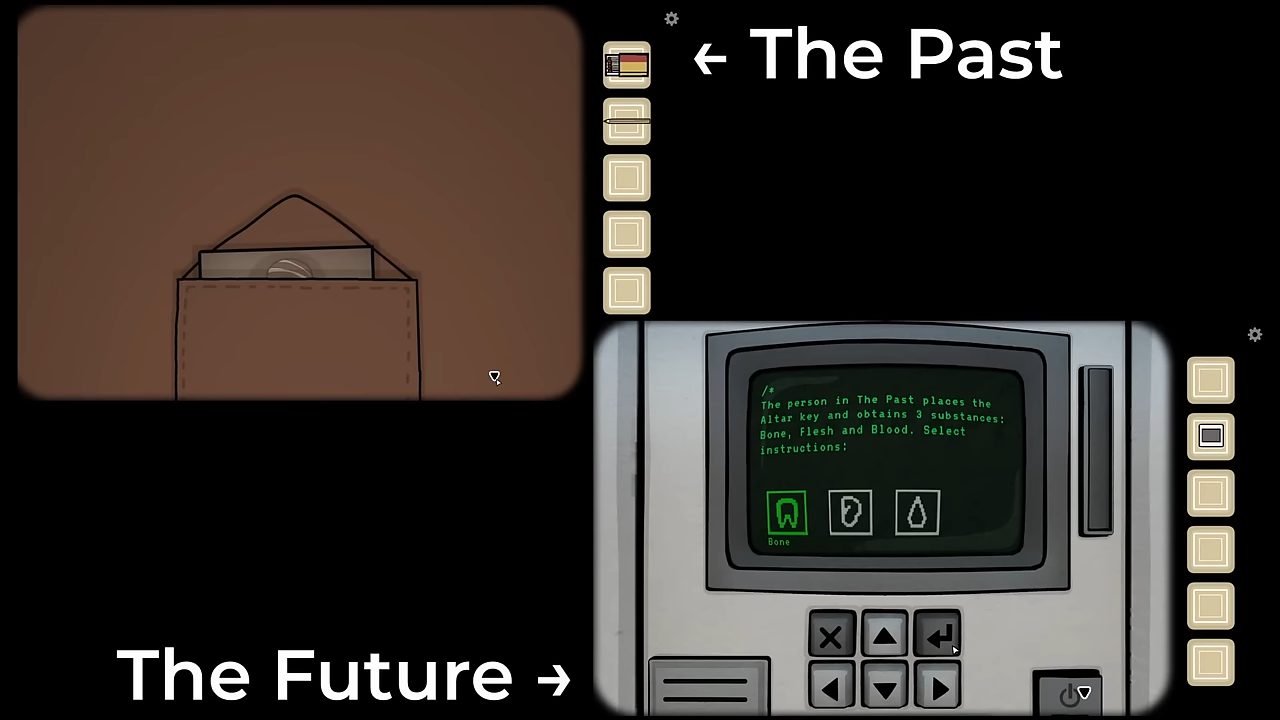 ← The Past
/*
The person in The Past places the
Altar key and obtains 3 substances:
Bone, Flesh and Blood. Select
instructions:
Bone
The Future →